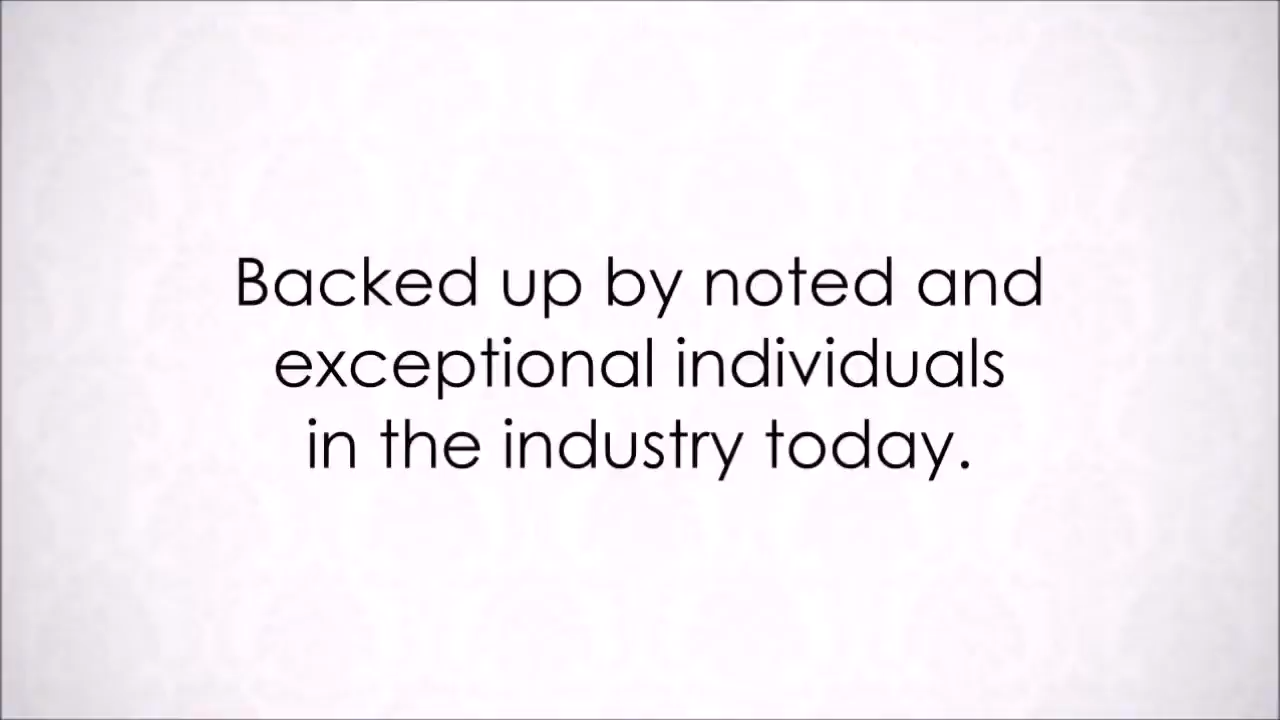 Backed up by noted and
exceptional individuals
in the industry today.